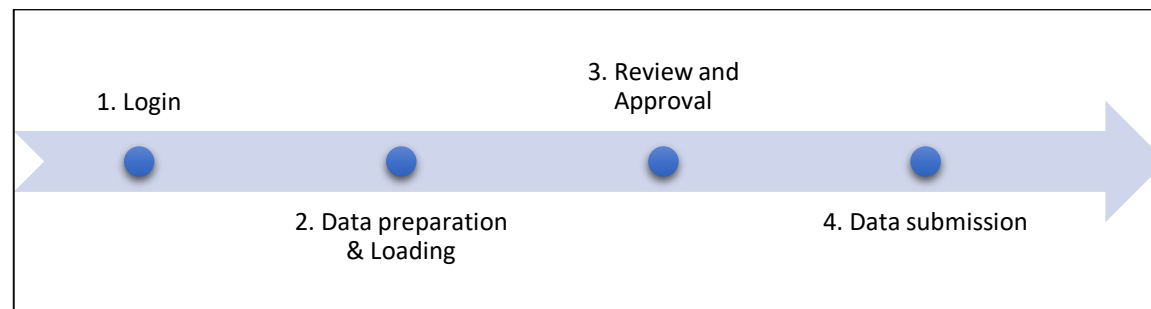 1. Login
2. Data preparation
& Loading
3. Review and
Approval
4. Data submission